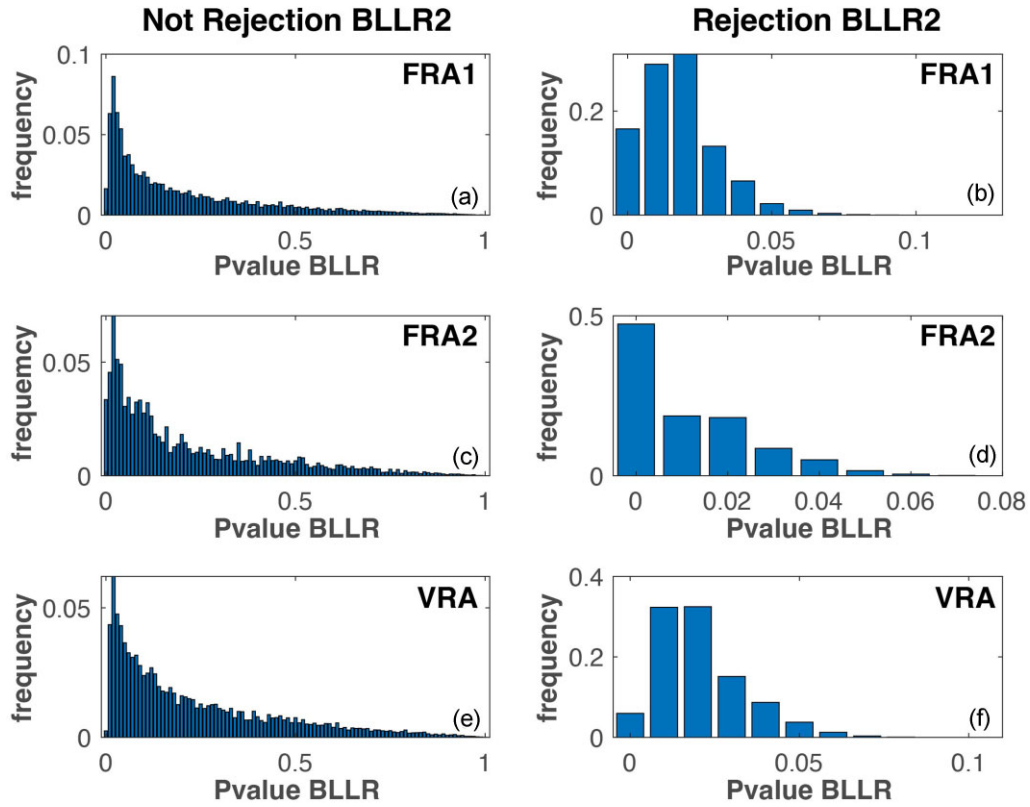 Not Rejection BLLR2
Rejection BLLR2
0.1
0.05
0
frequency
FRA1
(a)
0
0.5
1
Pvalue BLLR
0.2
0
frequency
FRA1
(b)
0
0.05
0.1
Pvalue BLLR
0.05
0
frequemcy
FRA2
(c)
0
0.5
1
Pvalue BLLR
0.5
0
frequency
FRA2
(d)
0
0.02
0.04
0.06
0.08
Pvalue BLLR
0.05
0
frequency
VRA
(e)
0
0.5
1
Pvalue BLLR
0.4
0.2
0
frequency
VRA
(f)
0
0.05
0.1
Pvalue BLLR